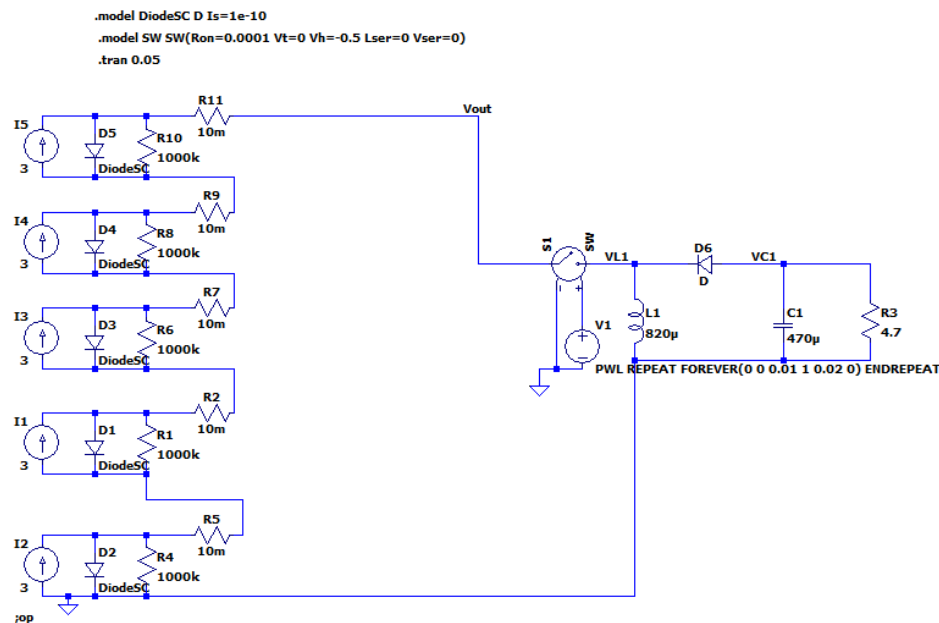 .model DiodeSC D Is=1e-10
.model SW SW(Ron=0.0001 Vt=0 Vh=-0.5 Lser=0 Vser=0)
.tran 0.05
R11
10m
Vout
I5
3
D5
DiodeSC
R10
1000k
R9
10m
I4
3
D4
DiodeSC
R8
1000k
S1
SW
VL1
D6
D
VC1
R7
10m
I3
3
D3
DiodeSC
R6
1000k
V1
L1
820µ
C1
470µ
R3
4.7
PWL REPEAT FOREVER(0 0 0.01 1 0.02 0) ENDREPEAT
R2
10m
I1
3
D1
DiodeSC
R1
1000k
R5
10m
I2
3
D2
DiodeSC
R4
1000k
;op